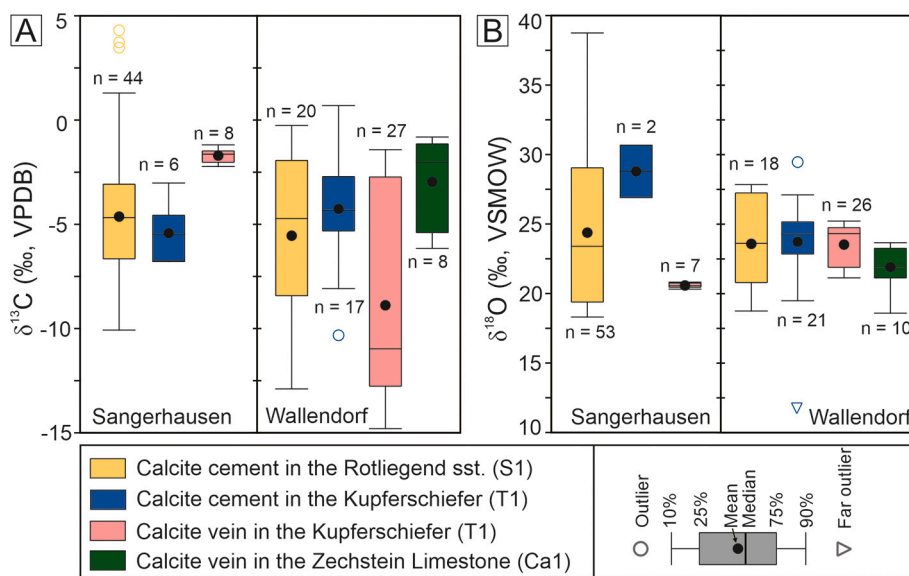 A
B
δ13C (‰, VPDB)
5
0
-5
-10
-15
n = 44
n = 6
n = 8
n = 20
n = 17
n = 27
n = 8
Sangerhausen
Wallendorf
δ18O (‰, VSMOW)
40
35
30
25
20
15
10
n = 53
n = 2
n = 7
n = 18
n = 21
n = 26
n = 10
Sangerhausen
Wallendorf
Calcite cement in the Rotliegend sst. (S1)
Calcite cement in the Kupferschiefer (T1)
Calcite vein in the Kupferschiefer (T1)
Calcite vein in the Zechstein Limestone (Ca1)
Outlier
10%
25%
Mean
Median
75%
90%
Far outlier